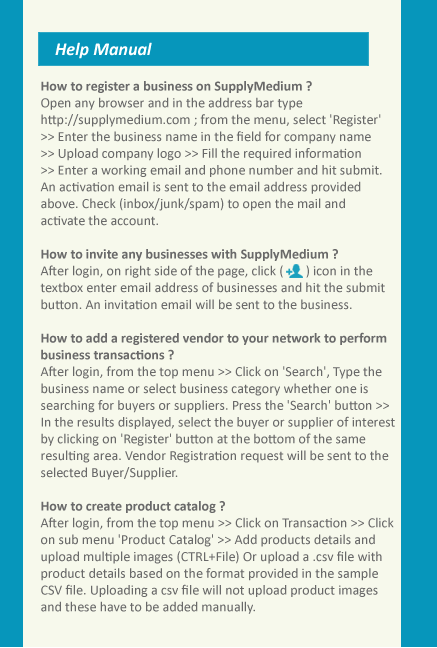 Help Manual
How to register a business on SupplyMedium ?
Open any browser and in the address bar type
http://supplymedium.com ; from the menu, select 'Register'
>> Enter the business name in the field for company name
>> Upload company logo >> Fill the required information
>> Enter a working email and phone number and hit submit.
An activation email is sent to the email address provided
above. Check (inbox/junk/spam) to open the mail and
activate the account.
How to invite any businesses with SupplyMedium ?
After login, on right side of the page, click ( ) icon in the
textbox enter email address of businesses and hit the submit
button. An invitation email will be sent to the business.
How to add a registered vendor to your network to perform
business transactions ?
After login, from the top menu >> Click on 'Search', Type the
business name or select business category whether one is
searching for buyers or suppliers. Press the 'Search' button >>
In the results displayed, select the buyer or supplier of interest
by clicking on 'Register' button at the bottom of the same
resulting area. Vendor Registration request will be sent to the
selected Buyer/Supplier.
How to create product catalog ?
After login, from the top menu >> Click on Transaction >> Click
on sub menu 'Product Catalog' >> Add products details and
upload multiple images (CTRL+File) Or upload a .csv file with
product details based on the format provided in the sample
CSV file. Uploading a csv file will not upload product images
and these have to be added manually.